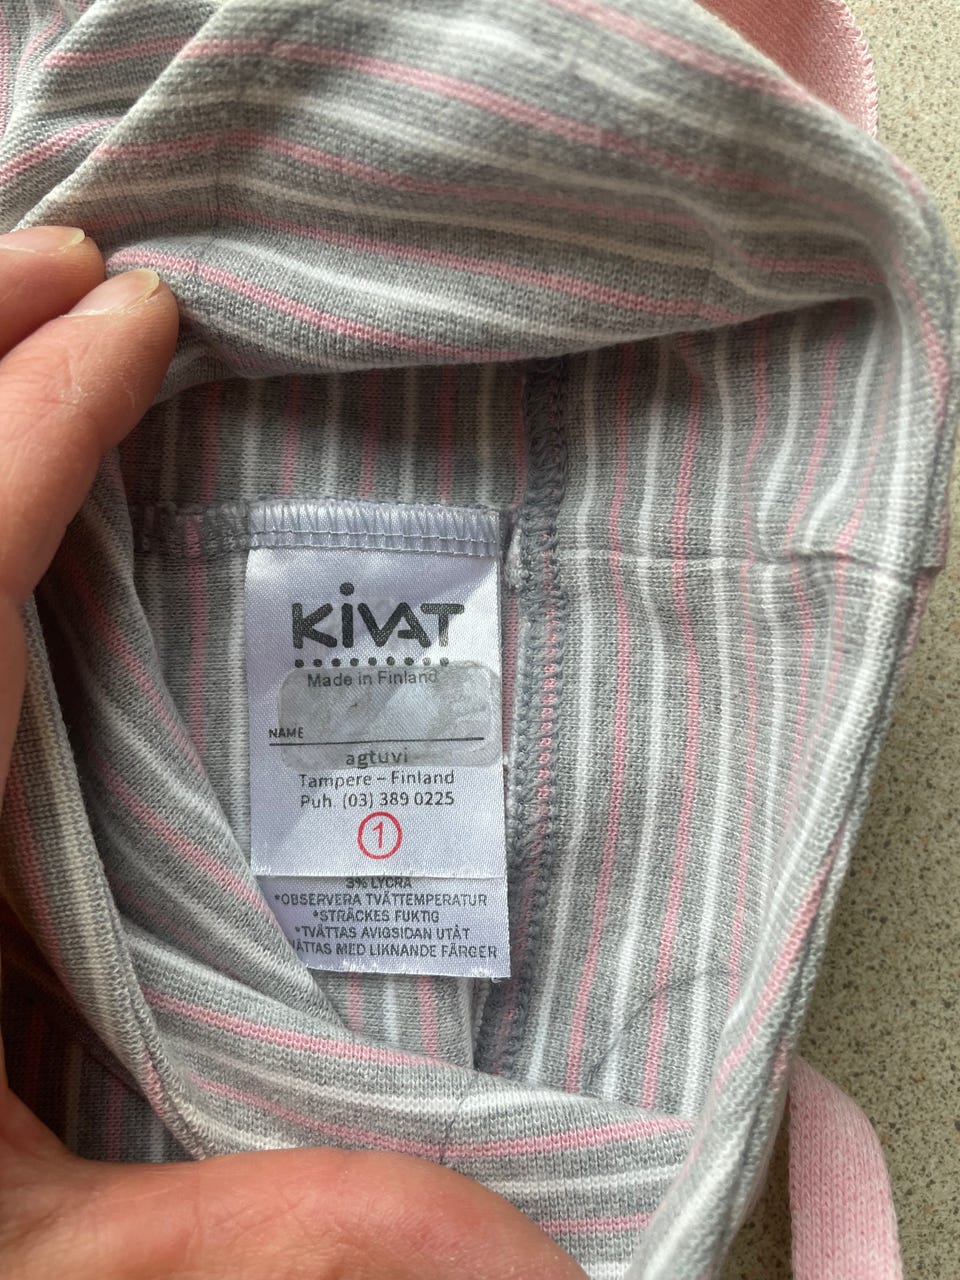 KIVAT
Made in Finland
NAME
agtuvi
Tampere – Finland
Puh. (03) 389 0225
1
3% LYCRA
*OBSERVERA TVÄTTEMPERATUR
*STRÄCKES FUKTIG
*TVÄTTAS AVIGSIDAN UTÅT
MED LIKNANDE FÄRGER